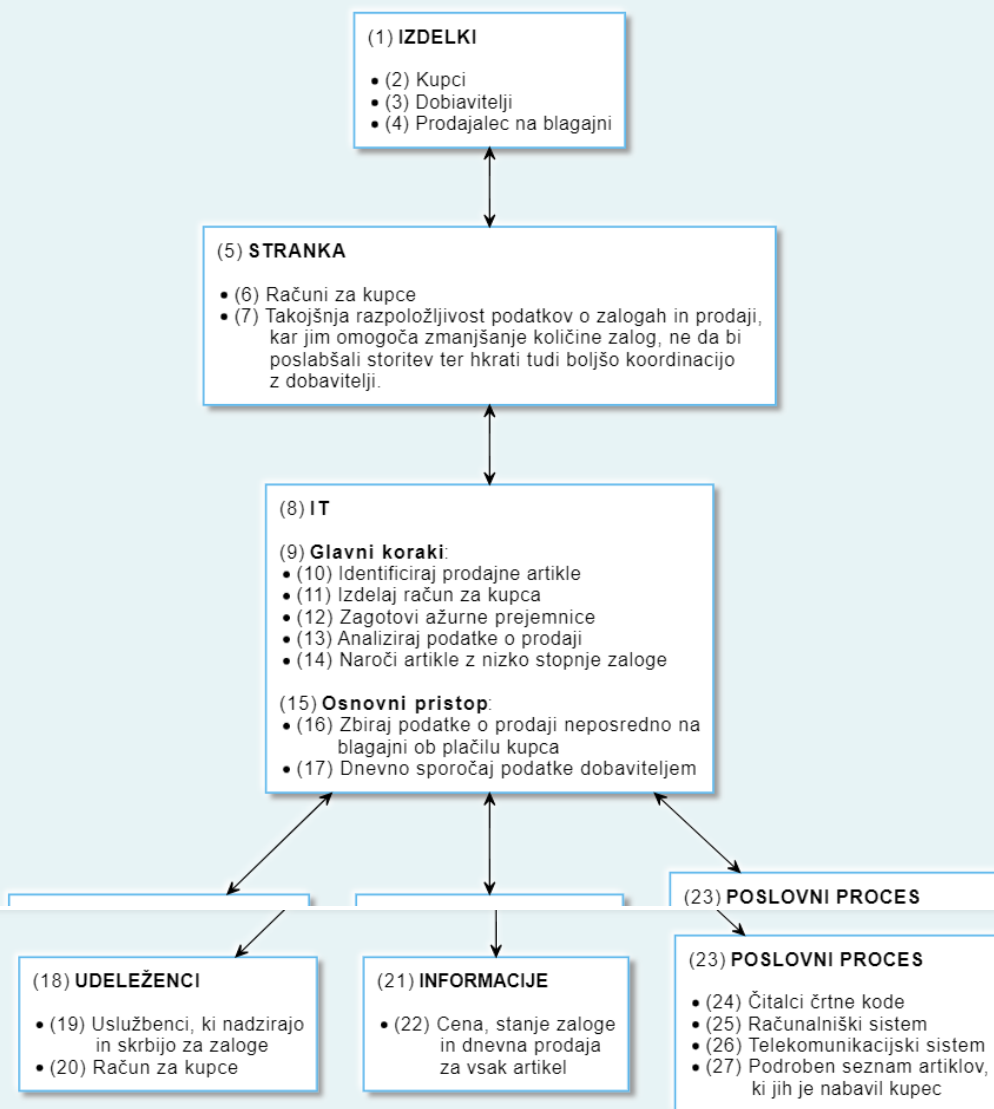 (1) IZDELKI
• (2) Kupci
• (3) Dobiavitelji
• (4) Prodajalec na blagajni
(5) STRANKA
• (6) Računi za kupce
• (7) Takojšnja razpoložljivost podatkov o zalogah in prodaji,
kar jim omogoča zmanjšanje količine zalog, ne da bi
poslabšali storitev ter hkrati tudi boljšo koordinacijo
z dobavitelji.
(8) IT
(9) Glavni koraki:
• (10) Identificiraj prodajne artikle
• (11) Izdelaj račun za kupca
• (12) Zagotovi ažurne prejemnice
• (13) Analiziraj podatke o prodaji
• (14) Naroči artikle z nizko stopnje zaloge
(15) Osnovni pristop:
• (16) Zbiraj podatke o prodaji neposredno na
blagajni ob plačilu kupca
• (17) Dnevno sporočaj podatke dobaviteljem
(23) POSLOVNI PROCES
(18) UDELEŽENCI
• (19) Uslužbenci, ki nadzirajo
in skrbijo za zaloge
• (20) Račun za kupce
(21) INFORMACIJE
• (22) Cena, stanje zaloge
in dnevna prodaja
za vsak artikel
(23) POSLOVNI PROCES
• (24) Čitalci črtne kode
• (25) Računalniški sistem
• (26) Telekomunikacijski sistem
• (27) Podroben seznam artiklov,
ki jih je nabavil kupec